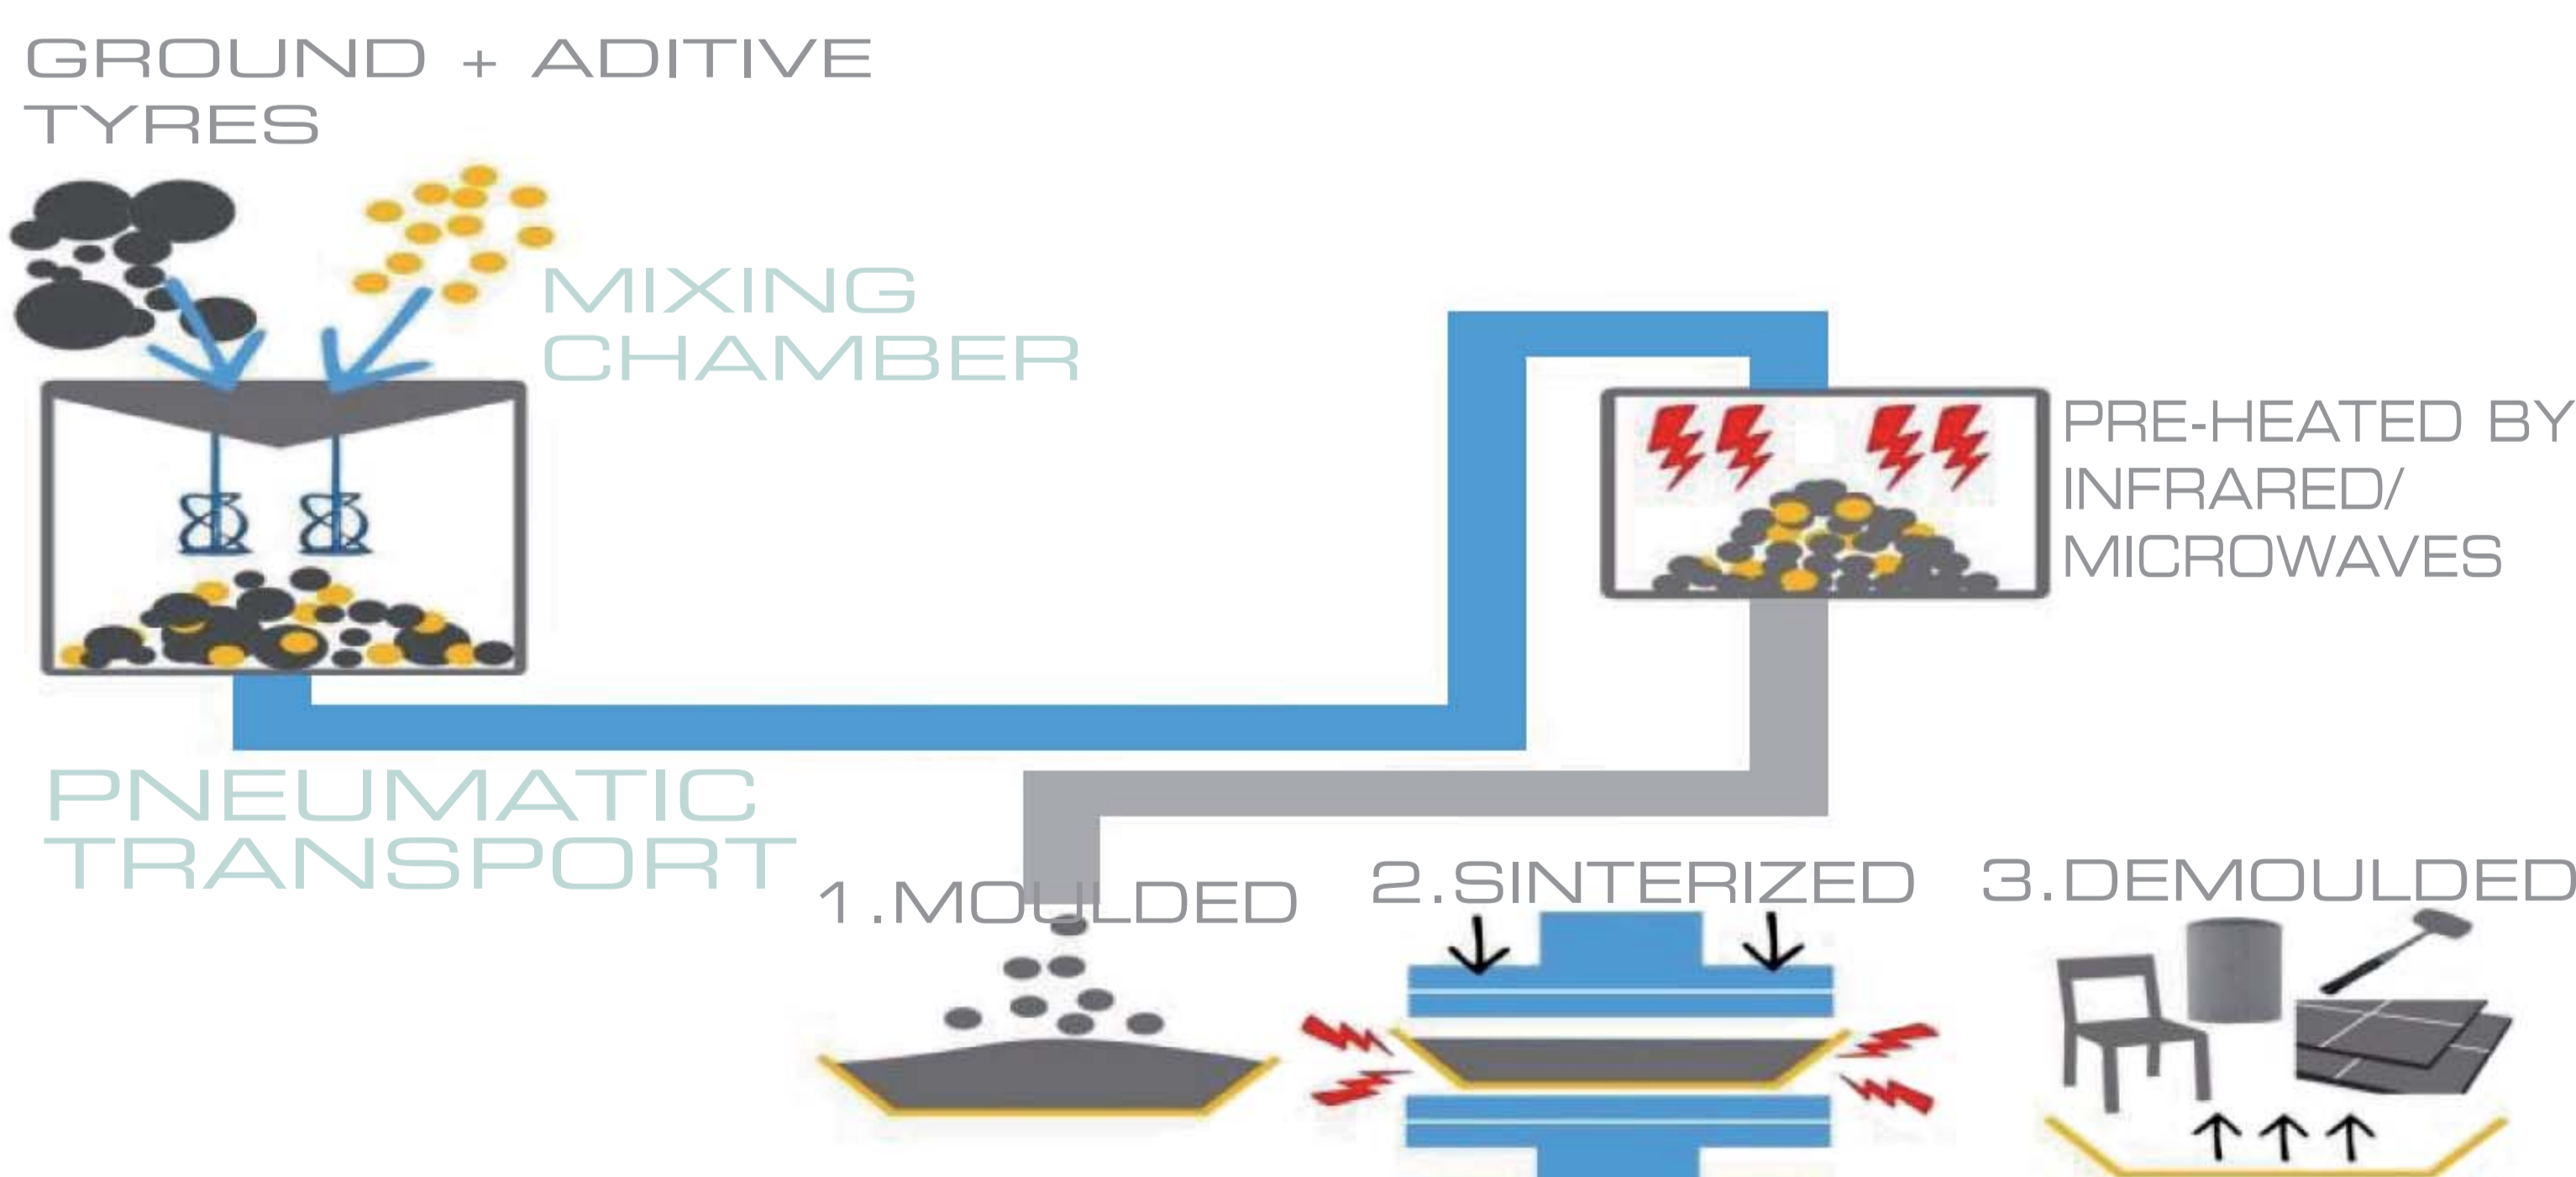 GROUND + ADITIVE
TYRES
MIXING
CHAMBER
PRE-HEATED BY
INFRARED/
MICROWAVES
PNEUMATIC
TRANSPORT
1.MOULDED
2.SINTERIZED
3.DEMOULDED